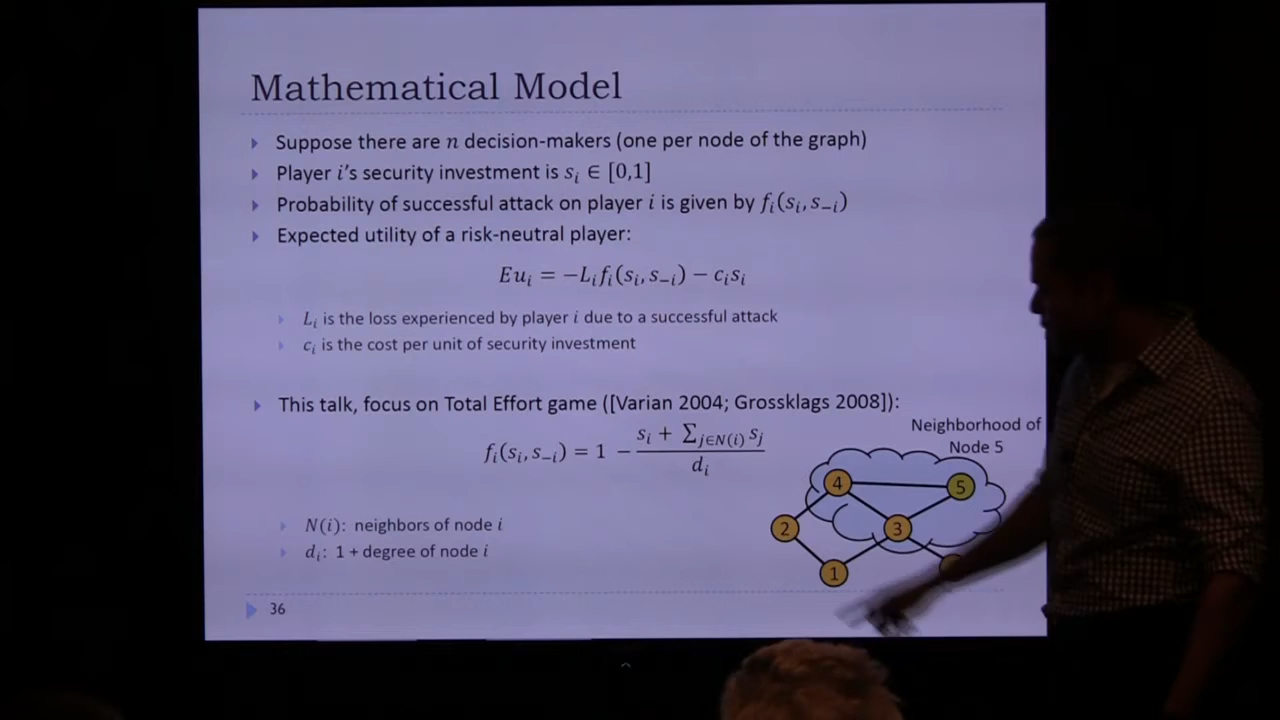 Mathematical Model
Suppose there are n decision-makers (one per node of the graph)
Player i's security investment is sᵢ ∈ [0,1]
Probability of successful attack on player i is given by fᵢ(sᵢ, s₋ᵢ)
Expected utility of a risk-neutral player:
Euᵢ = −Lᵢfᵢ(sᵢ, s₋ᵢ) − cᵢsᵢ
Lᵢ is the loss experienced by player i due to a successful attack
cᵢ is the cost per unit of security investment
This talk, focus on Total Effort game ([Varian 2004; Grossklags 2008]):
fᵢ(sᵢ, s₋ᵢ) = 1 − (sᵢ + ∑_{j∈N(i)} sⱼ) / dᵢ
Neighborhood of
Node 5
4
5
2
3
1
N(i): neighbors of node i
dᵢ: 1 + degree of node i
36